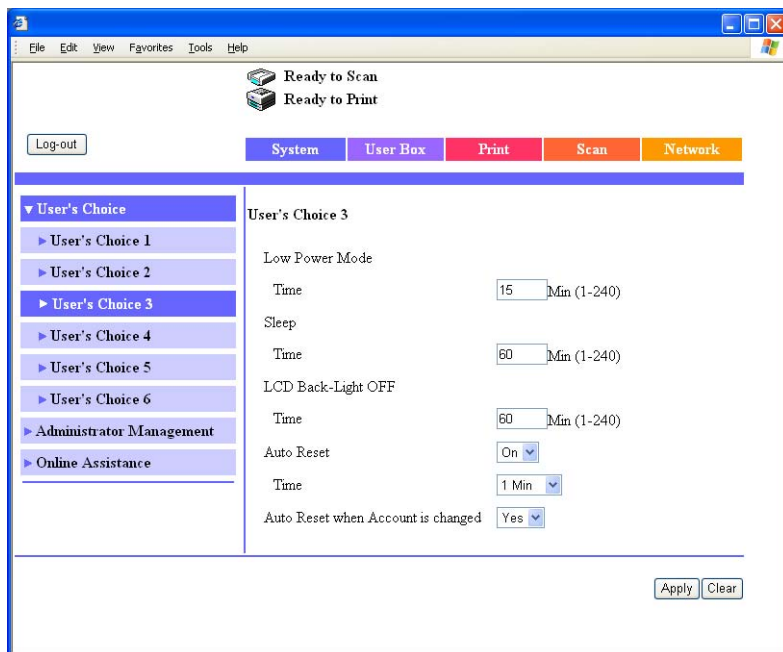 File Edit View Favorites Tools Help
Ready to Scan
Ready to Print
Log-out
System User Box Print Scan Network
User's Choice
User's Choice 1
User's Choice 2
User's Choice 3
User's Choice 4
User's Choice 5
User's Choice 6
Administrator Management
Online Assistance
User's Choice 3
Low Power Mode
Time 15 Min (1-240)
Sleep
Time 60 Min (1-240)
LCD Back-Light OFF
Time 60 Min (1-240)
Auto Reset On
Time 1 Min
Auto Reset when Account is changed Yes
Apply Clear